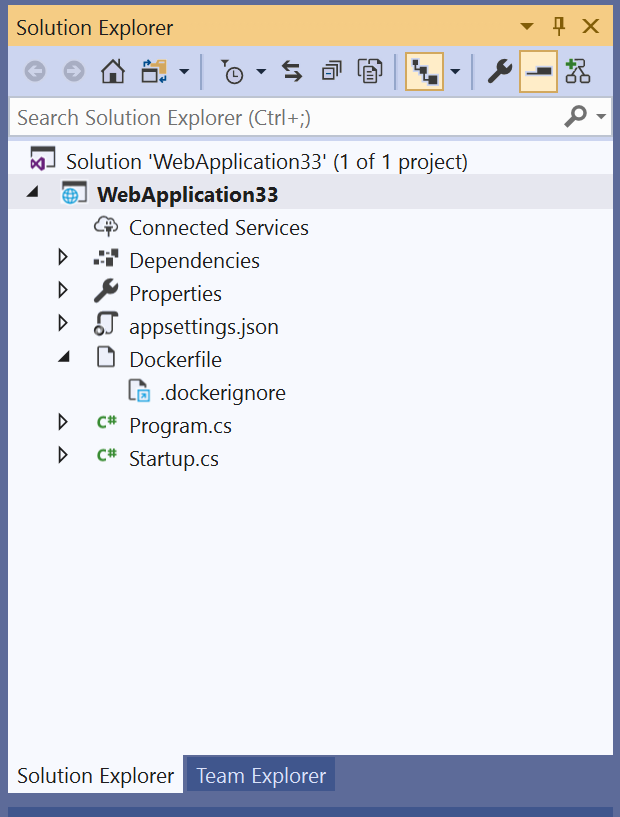 Solution Explorer
Search Solution Explorer (Ctrl+;)
Solution 'WebApplication33' (1 of 1 project)
WebApplication33
Connected Services
Dependencies
Properties
appsettings.json
Dockerfile
.dockerignore
C# Program.cs
C# Startup.cs
Solution Explorer Team Explorer